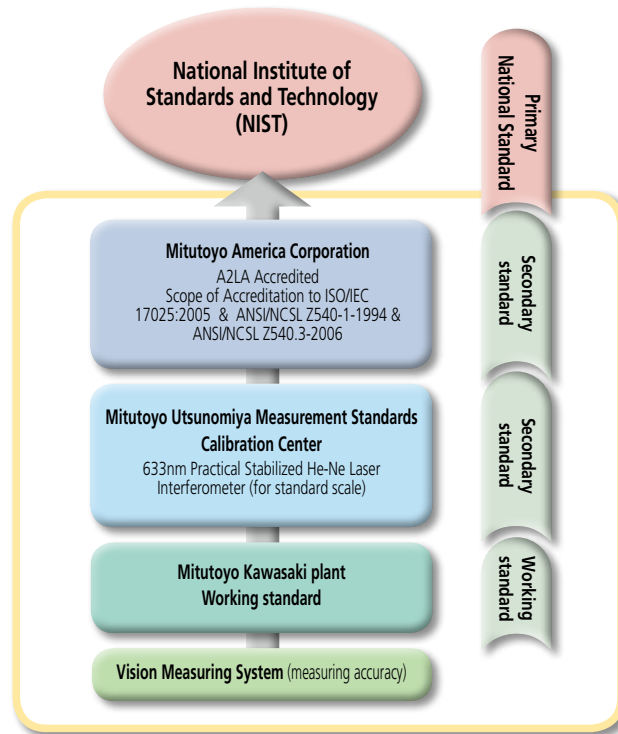 National Institute of
Standards and Technology
(NIST)
Primary
National Standard
Mitutoyo America Corporation
A2LA Accredited
Scope of Accreditation to ISO/IEC
17025:2005 & ANSI/NCSL Z540-1-1994 &
ANSI/NCSL Z540.3-2006
Secondary
standard
Mitutoyo Utsunomiya Measurement Standards
Calibration Center
633nm Practical Stabilized He-Ne Laser
Interferometer (for standard scale)
Secondary
standard
Mitutoyo Kawasaki plant
Working standard
Working
standard
Vision Measuring System (measuring accuracy)